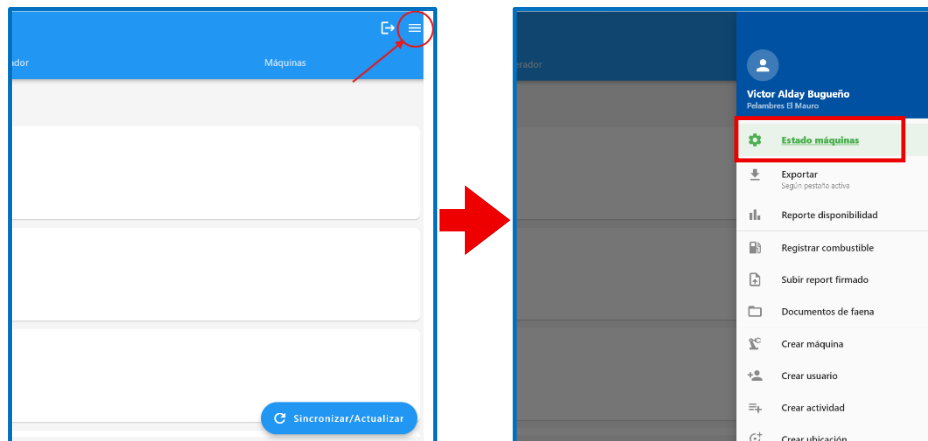 ador
Máquinas
Sincronizar/Actualizar
erador
Victor Alday Bugueño
Pelambres El Mauro
Estado máquinas
Exportar
Según pestaña activa
Reporte disponibilidad
Registrar combustible
Subir report firmado
Documentos de faena
Crear máquina
Crear usuario
Crear actividad
Crear ubicación